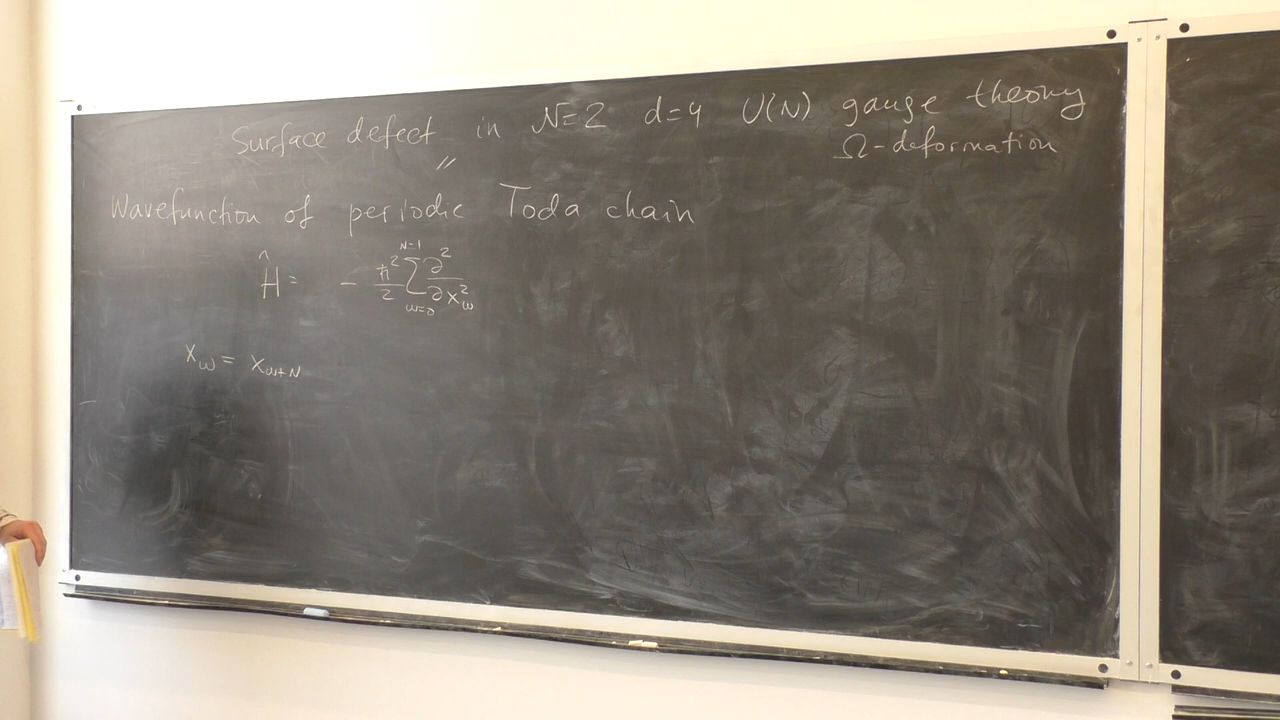 Surface defect in N=2 d=4 U(N) gauge theory
Ω-deformation
"
Wavefunction of periodic Toda chain
Ĥ = - ħ²/2 ∑_{ω=0}^{N-1} ∂²/∂x_ω²
x_ω = x_{ω+N}